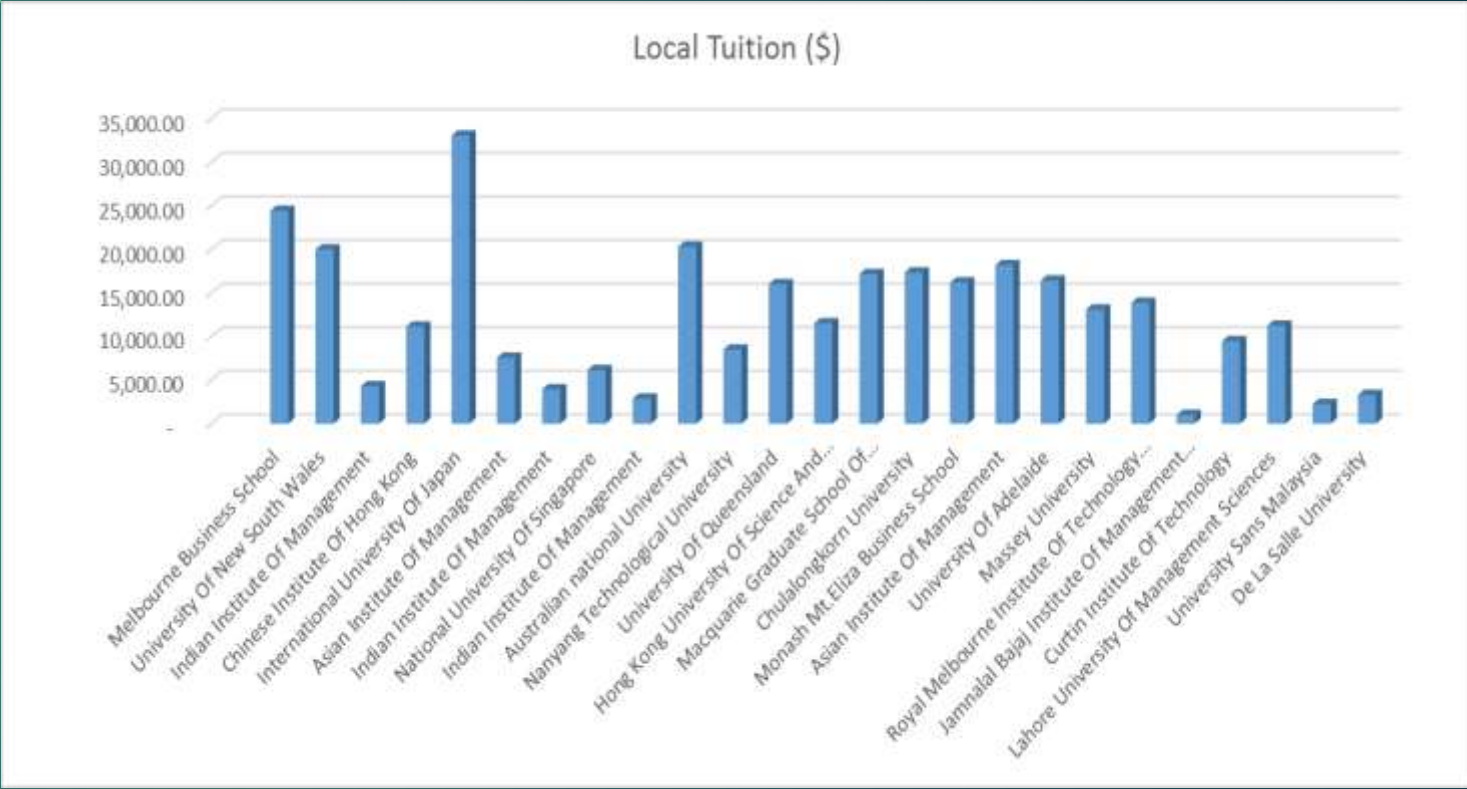 Local Tuition ($)
35,000.00
30,000.00
25,000.00
20,000.00
15,000.00
10,000.00
5,000.00
-
Melbourne Business School
University Of New South Wales
Indian Institute Of Management
Chinese Institute Of Hong Kong
International University Of Japan
Asian Institute Of Management
Indian Institute Of Management
National University Of Singapore
Indian Institute Of Management
Australian national University
Nanyang Technological University
University Of Queensland
Hong Kong University Of Science And...
Macquarie Graduate School Of...
Chulalongkorn University
Monash Mt.Eliza Business School
Asian Institute Of Management
University Of Adelaide
Massey University
Royal Melbourne Institute Of Technology...
Jamnalal Bajaj Institute Of Management...
Curtin Institute Of Technology
Lahore University Of Management Sciences
University Sans Malaysia
De La Salle University